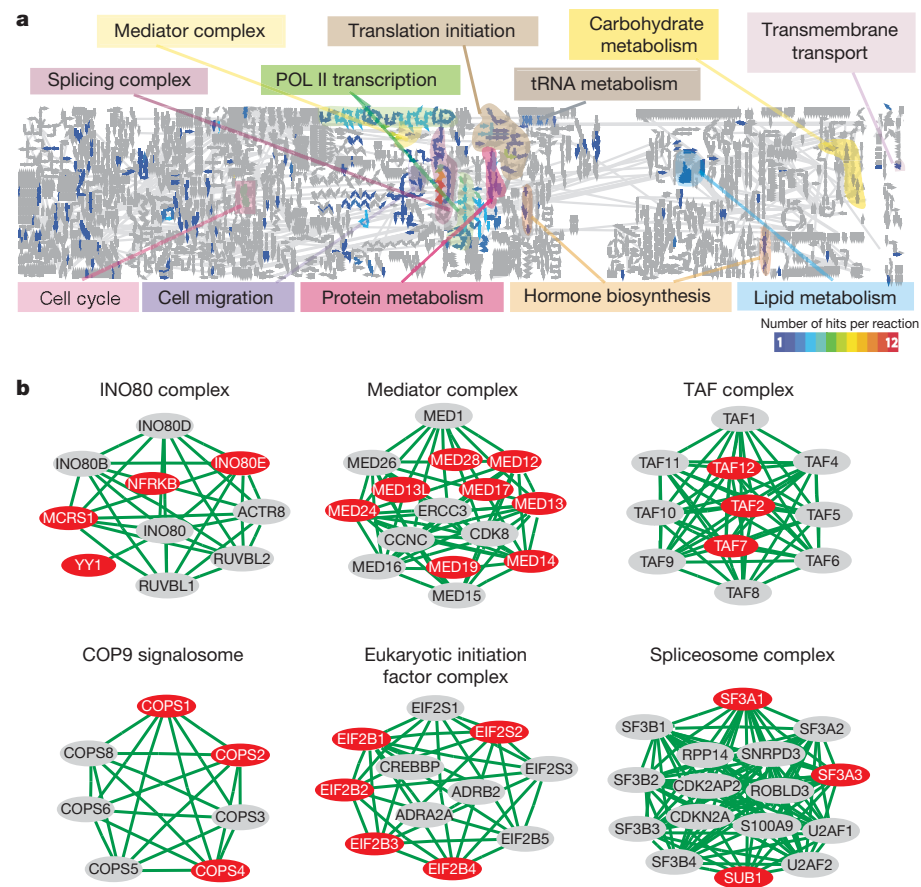 a
Mediator complex
Translation initiation
Carbohydrate
metabolism
Transmembrane
transport
Splicing complex
POL II transcription
tRNA metabolism
Cell cycle
Cell migration
Protein metabolism
Hormone biosynthesis
Lipid metabolism
Number of hits per reaction
1
12
b
INO80 complex
INO80D
INO80B
INO80E
NFRKB
MCRS1
ACTR8
INO80
YY1
RUVBL2
RUVBL1
Mediator complex
MED1
MED26
MED28
MED12
MED13L
MED17
MED24
ERCC3
MED13
CCNC
CDK8
MED16
MED19
MED14
MED15
TAF complex
TAF1
TAF11
TAF12
TAF4
TAF10
TAF2
TAF5
TAF7
TAF9
TAF6
TAF8
COP9 signalosome
COPS1
COPS8
COPS2
COPS6
COPS3
COPS5
COPS4
Eukaryotic initiation
factor complex
EIF2S1
EIF2B1
EIF2S2
CREBBP
EIF2S3
EIF2B2
ADRB2
ADRA2A
EIF2B3
EIF2B5
EIF2B4
Spliceosome complex
SF3A1
SF3B1
SF3A2
RPP14
SNRPD3
SF3B2
CDK2AP2
ROBLD3
SF3A3
CDKN2A
S100A9
SF3B3
U2AF1
SF3B4
U2AF2
SUB1